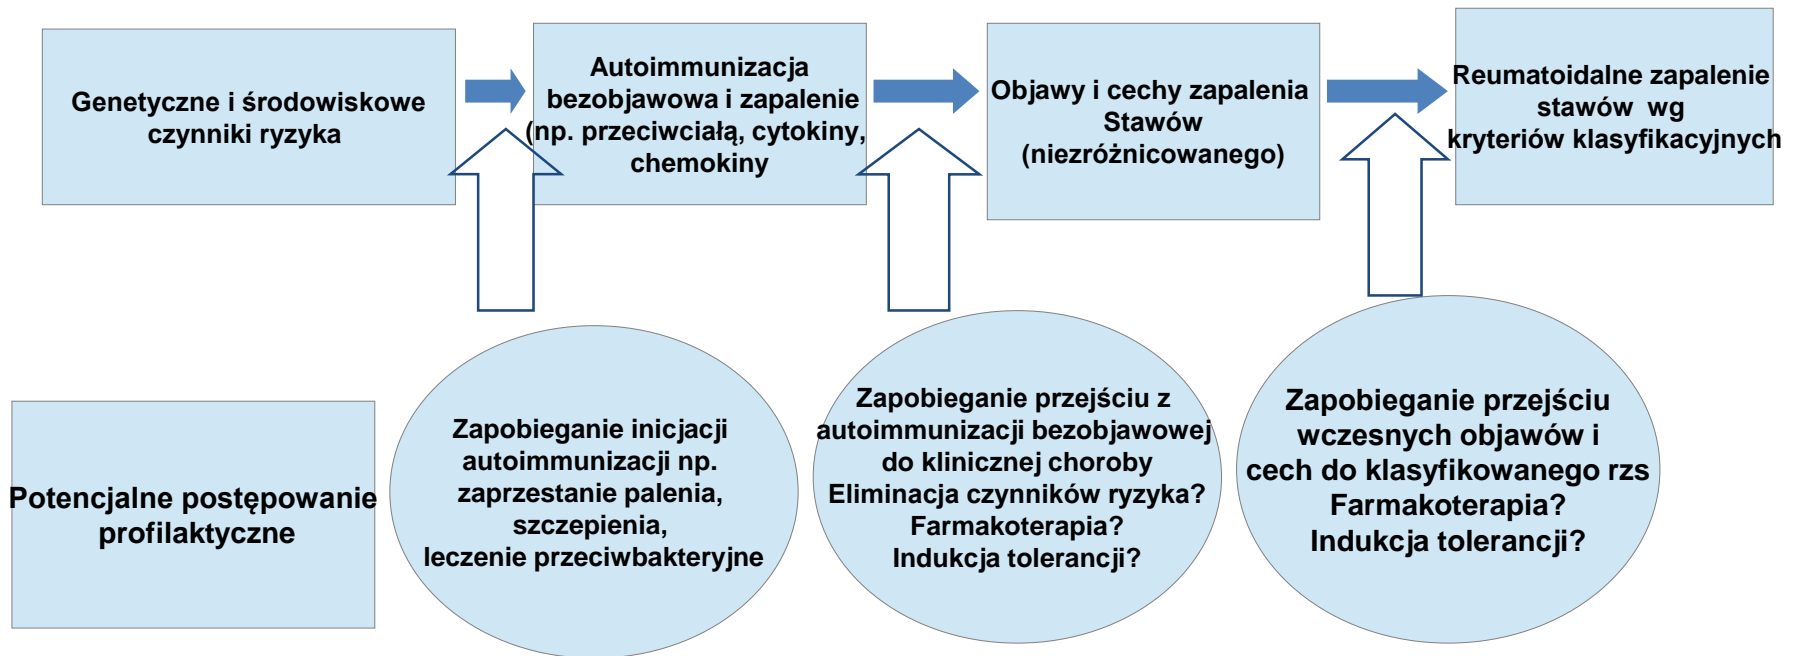 Genetyczne i środowiskowe
czynniki ryzyka
Autoimmunizacja
bezobjawowa i zapalenie
(np. przeciwciałą, cytokiny,
chemokiny
Objawy i cechy zapalenia
Stawów
(niezróżnicowanego)
Reumatoidalne zapalenie
stawów wg
kryteriów klasyfikacyjnych
Potencjalne postępowanie
profilaktyczne
Zapobieganie inicjacji
autoimmunizacji np.
zaprzestanie palenia,
szczepienia,
leczenie przeciwbakteryjne
Zapobieganie przejściu z
autoimmunizacji bezobjawowej
do klinicznej choroby
Eliminacja czynników ryzyka?
Farmakoterapia?
Indukcja tolerancji?
Zapobieganie przejściu
wczesnych objawów i
cech do klasyfikowanego rzs
Farmakoterapia?
Indukcja tolerancji?